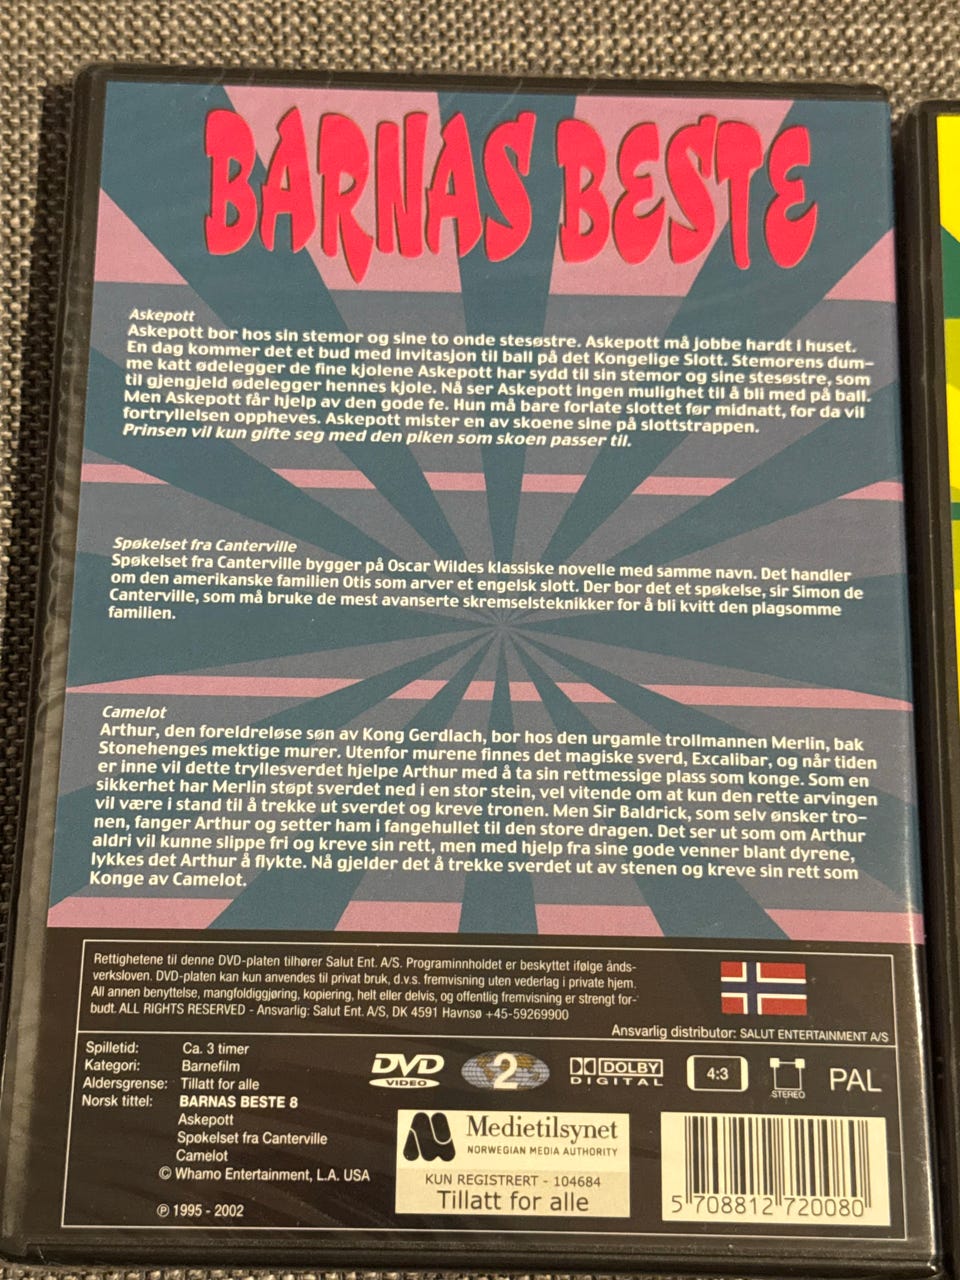 BARNAS BESTE
Askepott
Askepott bor hos sin stemor og sine to onde stesøstre. Askepott må jobbe hardt i huset.
En dag kommer det et bud med invitasjon til ball på det Kongelige Slott. Stemorens dum-
me katt ødelegger de fine kjolene Askepott har sydd til sin stemor og sine stesøstre, som
til gjengjeld ødelegger hennes kjole. Nå ser Askepott ingen mulighet til å bli med på ball.
Men Askepott får hjelp av den gode fe. Hun må bare forlate slottet før midnatt, for da vil
fortryllelsen oppheves. Askepott mister en av skoene sine på slottstrappen.
Prinsen vil kun gifte seg med den piken som skoen passer til.
Spøkelset fra Canterville
Spøkelset fra Canterville bygger på Oscar Wildes klassiske novelle med samme navn. Det handler
om den amerikanske familien Otis som arver et engelsk slott. Der bor det et spøkelse, sir Simon de
Canterville, som må bruke de mest avanserte skremselsteknikker for å bli kvitt den plagsomme
familien.
Camelot
Arthur, den foreldreløse søn av Kong Gerdlach, bor hos den urgamle trollmannen Merlin, bak
Stonehenges mektige murer. Utenfor murene finnes det magiske sverd, Excalibar, og når tiden
er inne vil dette tryllesverdet hjelpe Arthur med å ta sin rettmessige plass som konge. Som en
sikkerhet har Merlin støpt sverdet ned i en stor stein, vel vitende om at kun den rette arvingen
vil være i stand til å trekke ut sverdet og kreve tronen. Men Sir Baldrick, som selv ønsker tro-
nen, fanger Arthur og setter ham i fangehullet til den store dragen. Det ser ut som om Arthur
aldri vil kunne slippe fri og kreve sin rett, men med hjelp fra sine gode venner blant dyrene,
lykkes det Arthur å flykte. Nå gjelder det å trekke sverdet ut av stenen og kreve sin rett som
Konge av Camelot.
Rettighetene til denne DVD-platen tilhører Salut Ent. A/S. Programinnholdet er beskyttet ifølge ånds-
verksloven. DVD-platen kan kun anvendes til privat bruk, d.v.s. fremvisning uten vederlag i private hjem.
All annen benyttelse, mangfoldiggjøring, kopiering, helt eller delvis, og offentlig fremvisning er strengt for-
budt. ALL RIGHTS RESERVED - Ansvarlig: Salut Ent. A/S, DK 4591 Havnsø +45-59269900
Ansvarlig distributør: SALUT ENTERTAINMENT A/S
Spilletid: Ca. 3 timer
Kategori: Barnefilm
Aldersgrense: Tillatt for alle
Norsk tittel: BARNAS BESTE 8
Askepott
Spøkelset fra Canterville
Camelot
© Whamo Entertainment, L.A. USA
℗ 1995 - 2002
DVD
VIDEO
2
DOLBY
DIGITAL
4:3
STEREO
PAL
Medietilsynet
NORWEGIAN MEDIA AUTHORITY
KUN REGISTRERT - 104684
Tillatt for alle
5 708812 720080